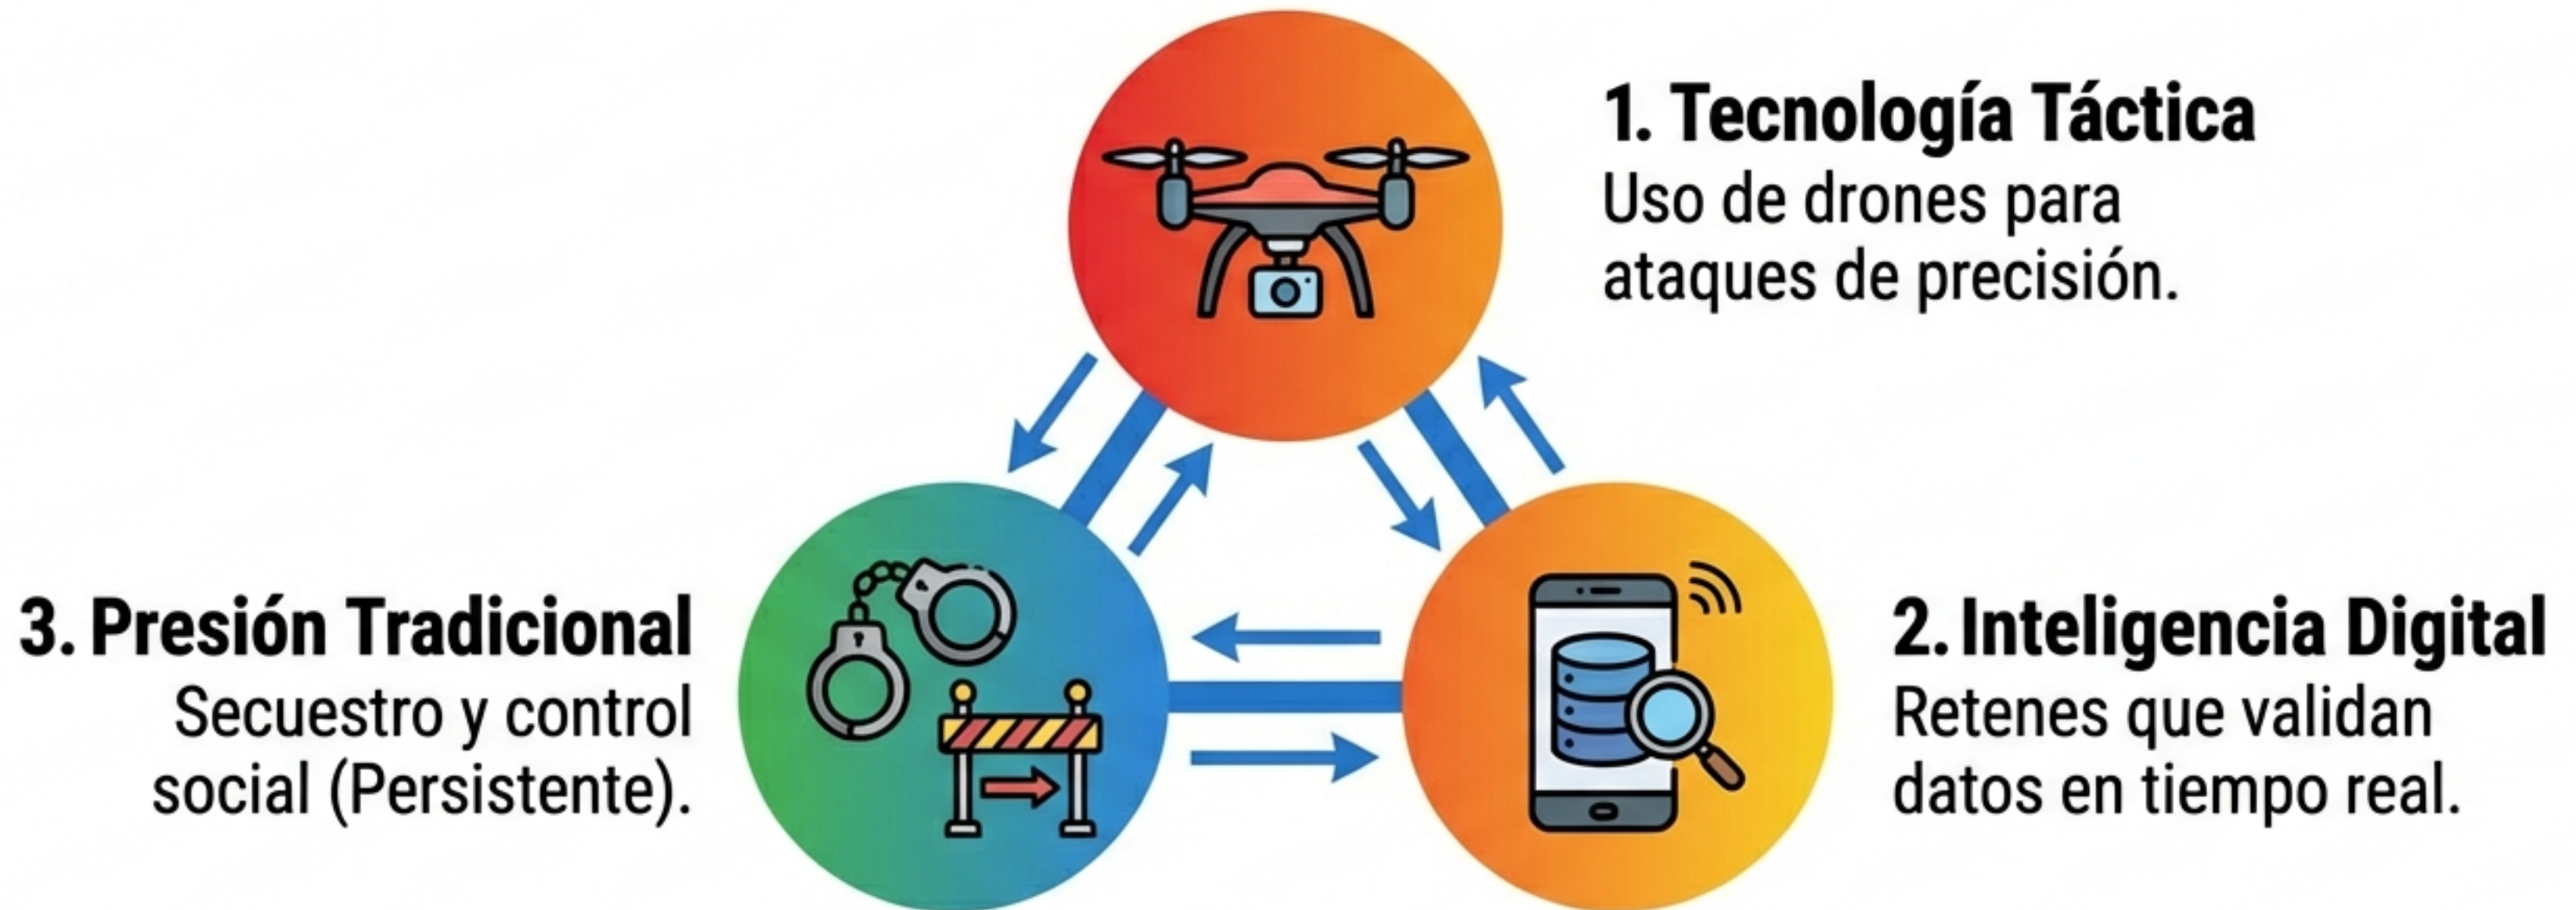 1. Tecnología Táctica
Uso de drones para
ataques de precisión.
3. Presión Tradicional
Secuestro y control
social (Persistente).
2. Inteligencia Digital
Retenes que validan
datos en tiempo real.